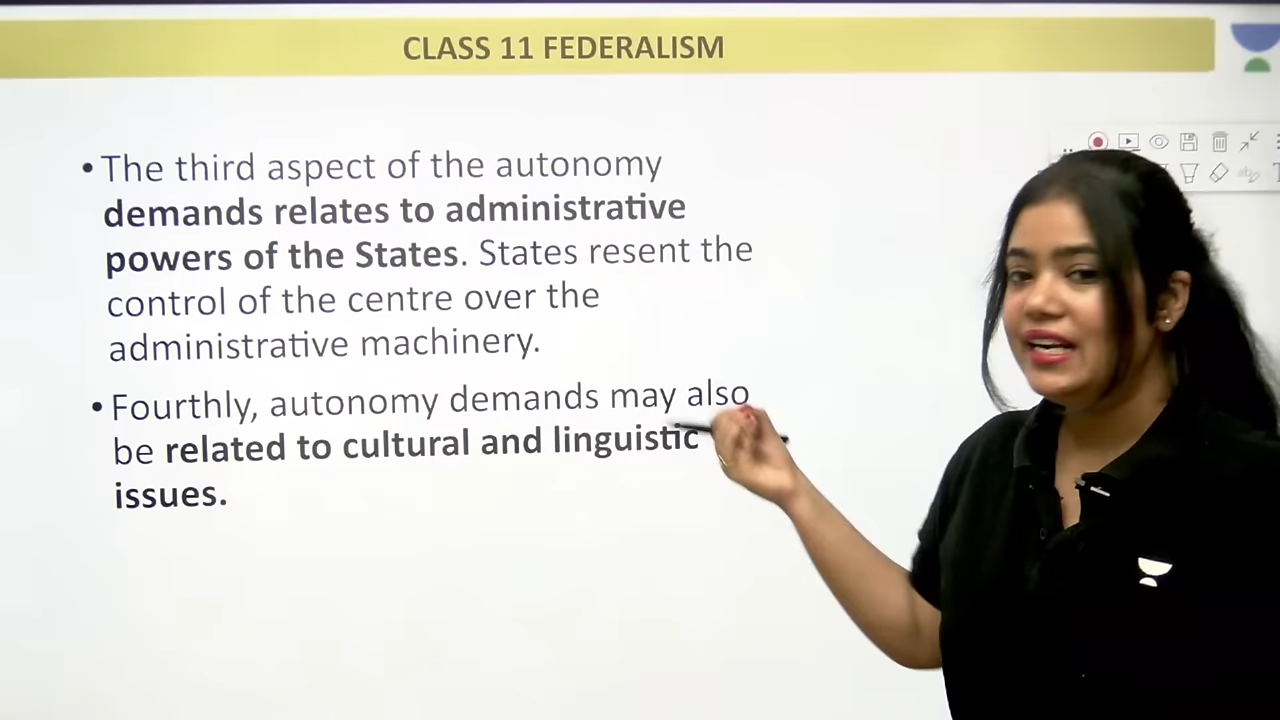 CLASS 11 FEDERALISM
• The third aspect of the autonomy
demands relates to administrative
powers of the States. States resent the
control of the centre over the
administrative machinery.
• Fourthly, autonomy demands may also
be related to cultural and linguistic
issues.